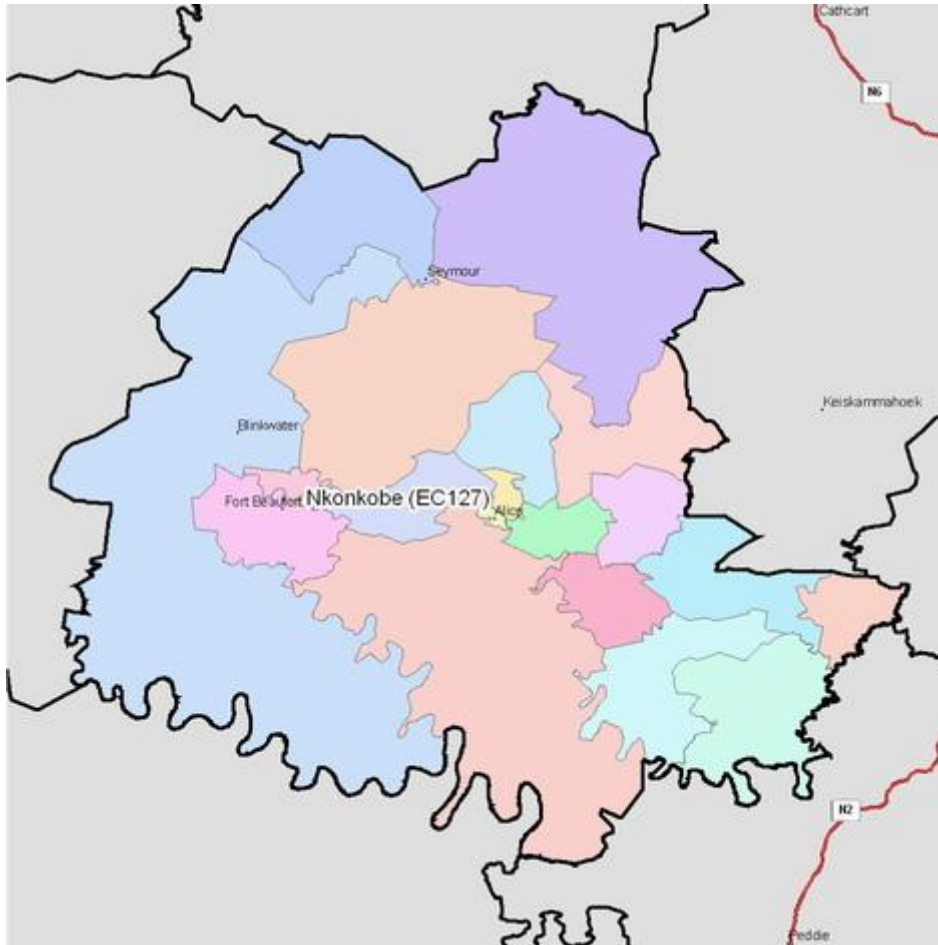 Cathcart
N6
Seymour
Keiskammahoek
Blinkwater
Fort Beaufort
Nkonkobe (EC127)
Alice
N2
Peddie